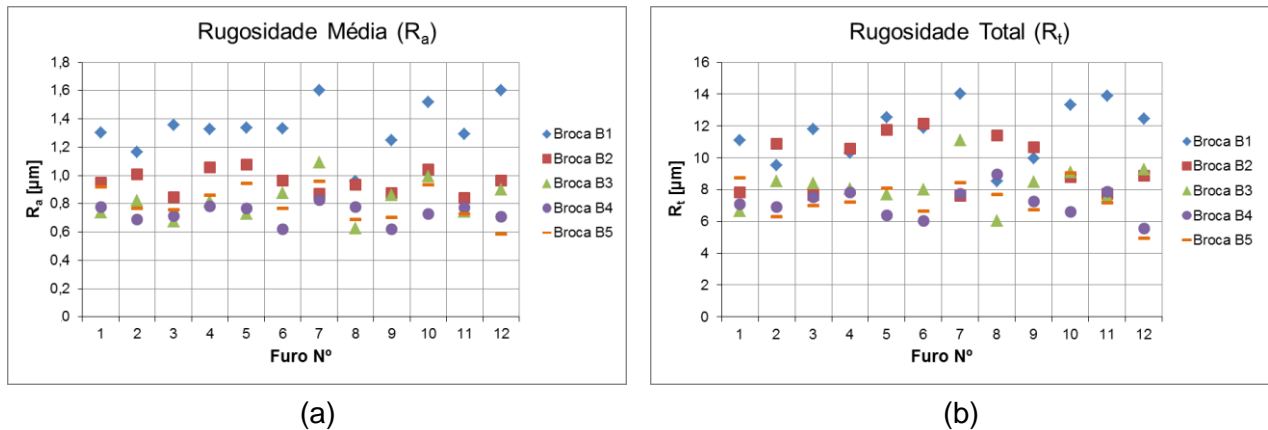 Rugosidade Média (Ra)
1,8
1,6
1,4
1,2
1,0
0,8
0,6
0,4
0,2
0
Ra [µm]
1 2 3 4 5 6 7 8 9 10 11 12
Furo Nº
Broca B1
Broca B2
Broca B3
Broca B4
Broca B5
(a)
Rugosidade Total (Rt)
16
14
12
10
8
6
4
2
0
Rt [µm]
1 2 3 4 5 6 7 8 9 10 11 12
Furo Nº
Broca B1
Broca B2
Broca B3
Broca B4
Broca B5
(b)